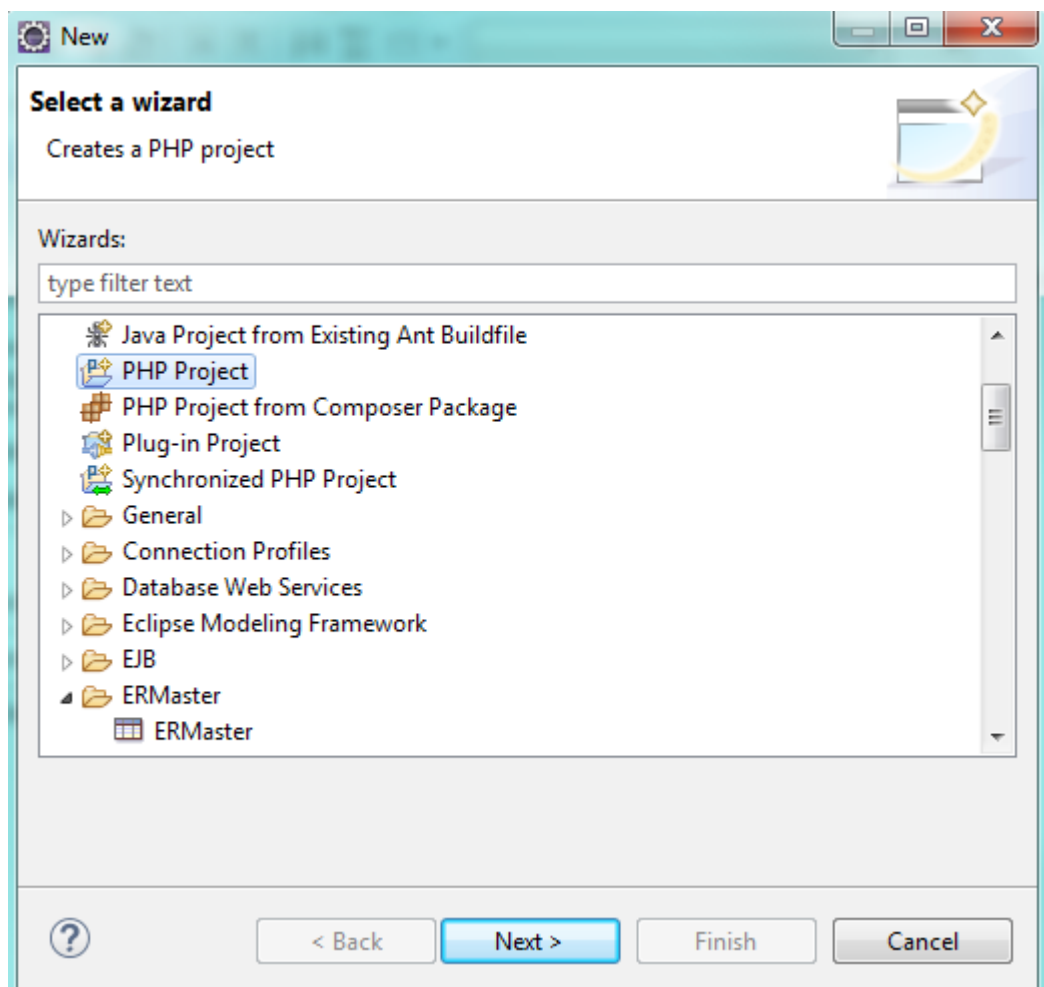 New
Select a wizard
Creates a PHP project
Wizards:
type filter text
Java Project from Existing Ant Buildfile
PHP Project
PHP Project from Composer Package
Plug-in Project
Synchronized PHP Project
General
Connection Profiles
Database Web Services
Eclipse Modeling Framework
EJB
ERMaster
ERMaster
? < Back Next > Finish Cancel